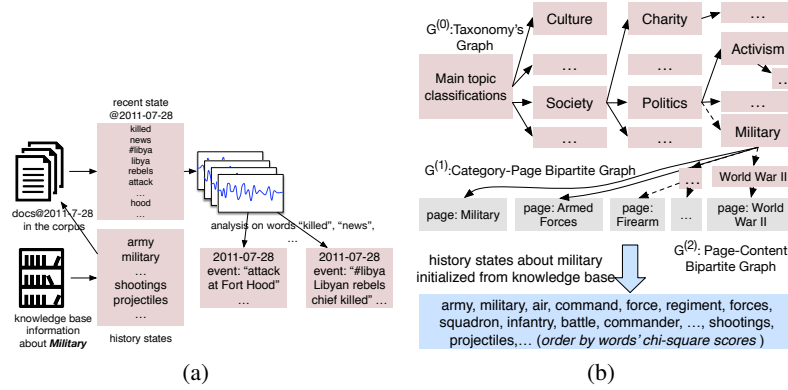 recent state
@2011-07-28
killed
news
#libya
libya
rebels
attack
...
hood
...
docs@2011-7-28
in the corpus
analysis on words "killed", "news",
...
army
military
...
shootings
projectiles
...
2011-07-28
event: "attack
at Fort Hood"
...
2011-07-28
event: "#libya
Libyan rebels
chief killed" ...
knowledge base
information
about Military
history states
(a)
G(0):Taxonomy's
Graph
Main topic
classifications
Culture
...
Society
...
Charity
...
Politics
...
...
Activism
...
...
Military
G(1):Category-Page Bipartite Graph
...
World War II
page: Military
page: Armed
Forces
page:
Firearm
...
page: World
War II
G(2): Page-Content
Bipartite Graph
history states about military
initialized from knowledge base
army, military, air, command, force, regiment, forces,
squadron, infantry, battle, commander, ..., shootings,
projectiles,... (order by words' chi-square scores )
(b)